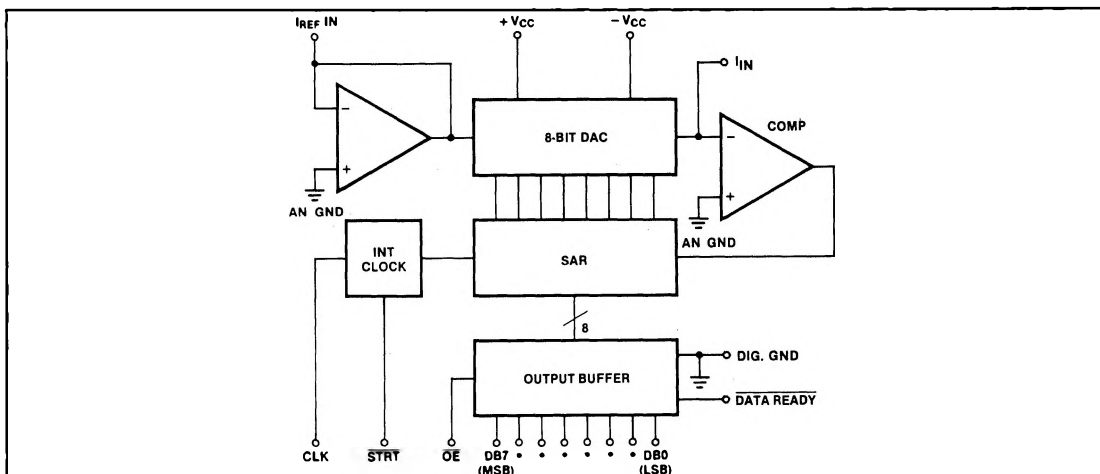 IREF IN
+ VCC
– VCC
IIN
–
+
AN GND
8-BIT DAC
COMP
–
+
AN GND
INT
CLOCK
SAR
8
OUTPUT BUFFER
DIG. GND
DATA READY
CLK
STRT
OE
DB7
(MSB)
• • • • • •
DB0
(LSB)